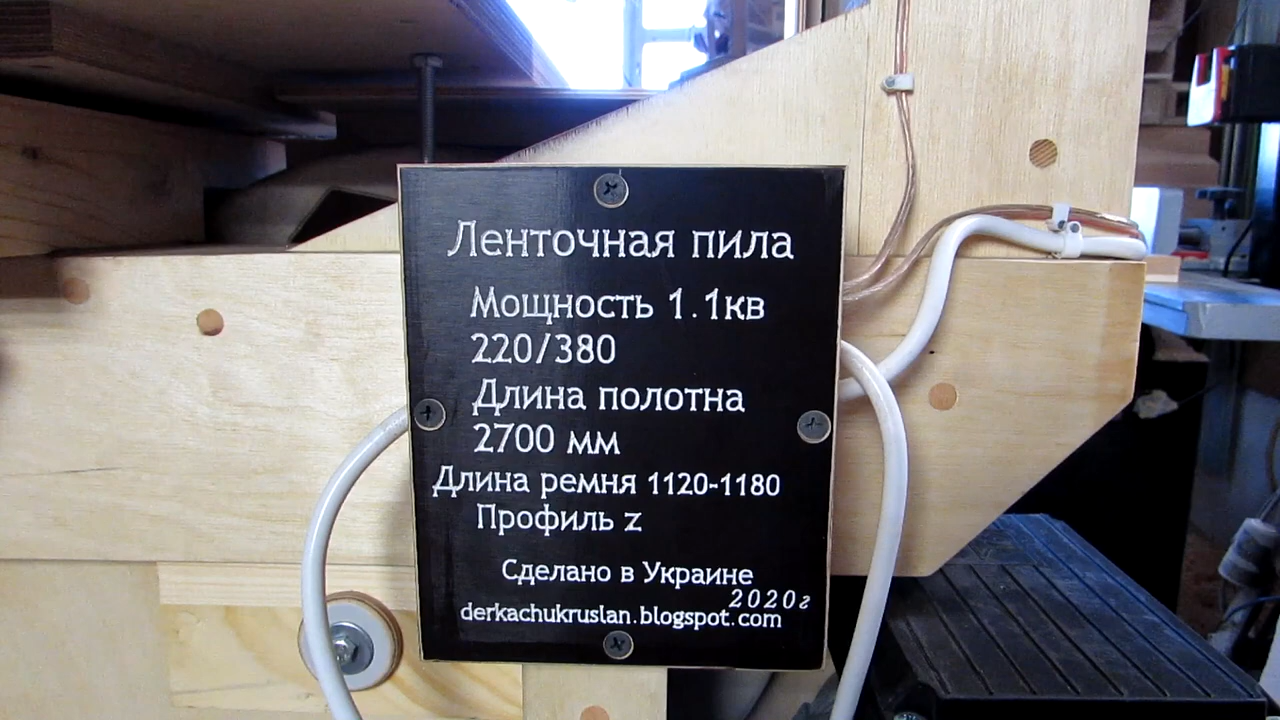 Ленточная пила
Мощность 1.1кв
220/380
Длина полотна
2700 мм
Длина ремня 1120-1180
Профиль z
Сделано в Украине
2020г
derkachukruslan.blogspot.com